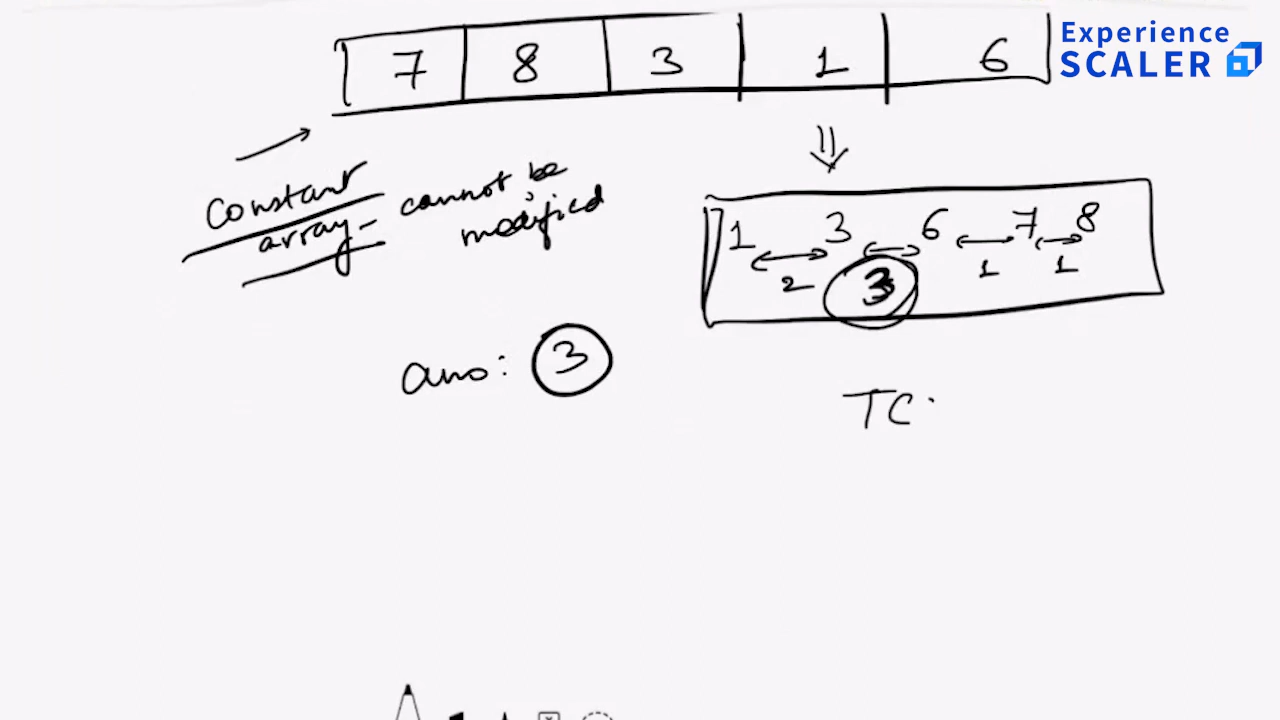 Experience
SCALER
7 8 3 1 6
Constant
array - cannot be
modified
1 3 6 7 8
2 3 1 1
ans: 3
TC.